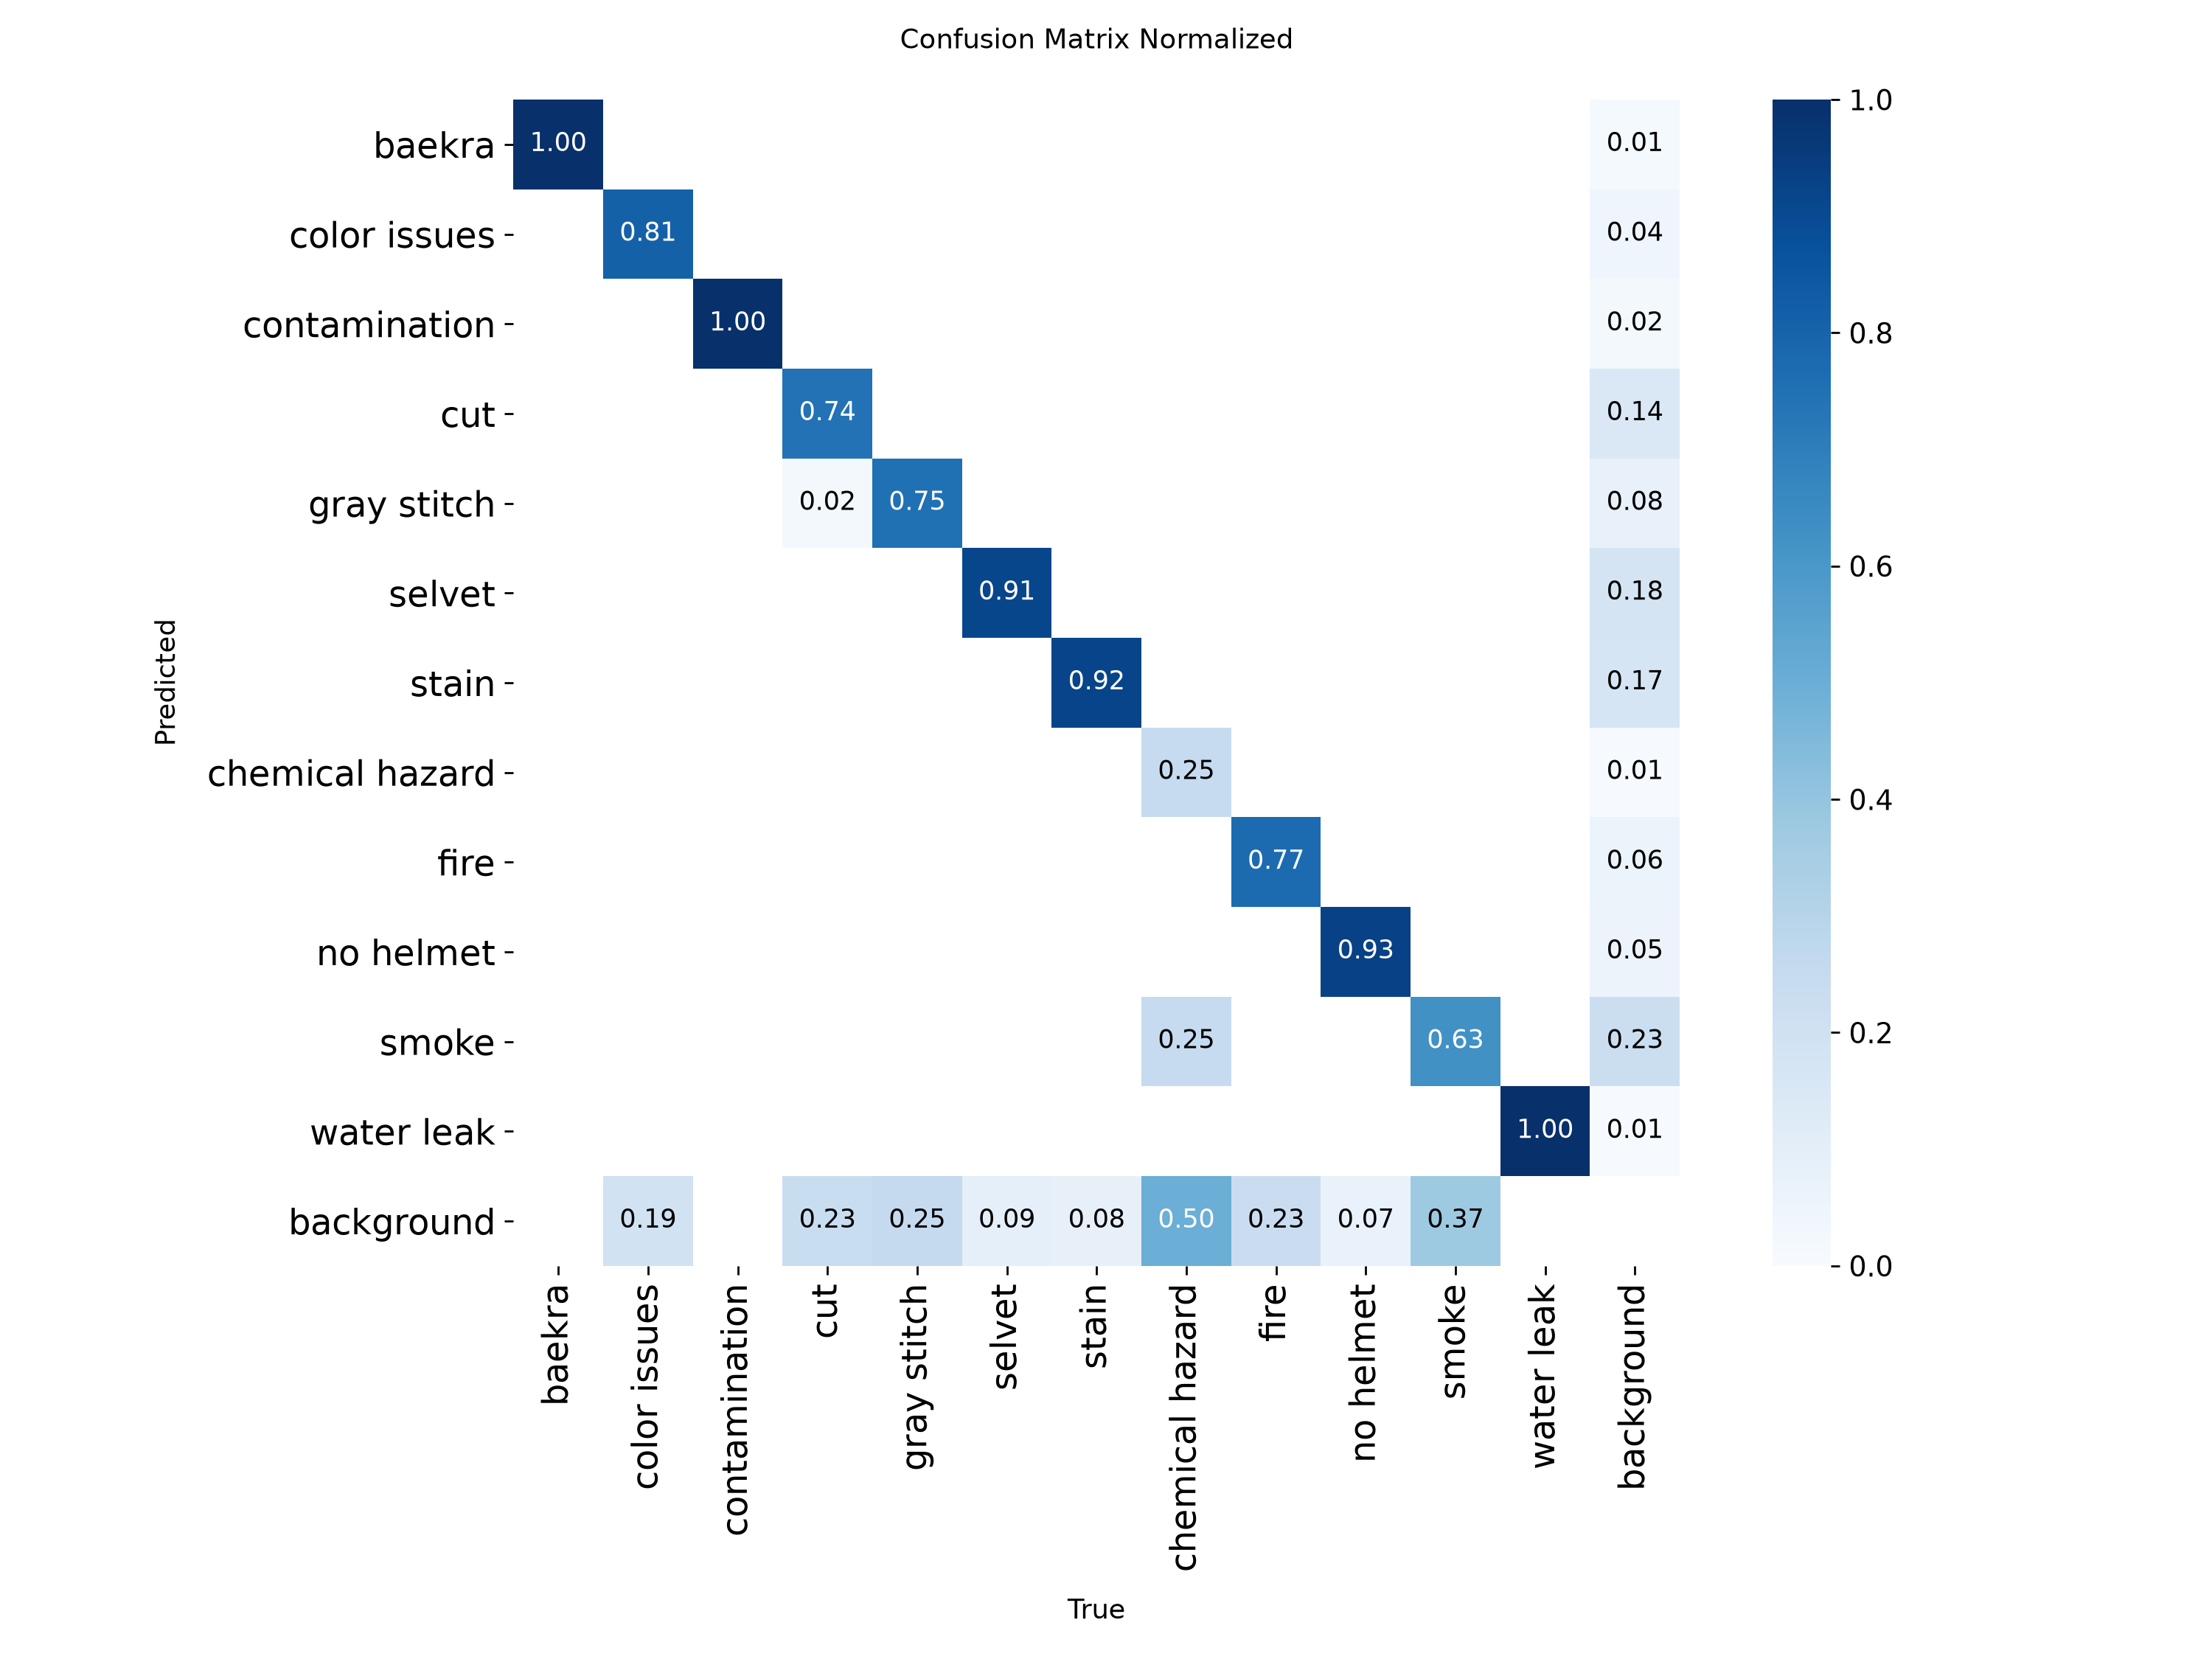 Confusion Matrix Normalized
baekra 1.00 0.01
color issues 0.81 0.04
contamination 1.00 0.02
cut 0.74 0.14
gray stitch 0.02 0.75 0.08
selvet 0.91 0.18
stain 0.92 0.17
chemical hazard 0.25 0.01
fire 0.77 0.06
no helmet 0.93 0.05
smoke 0.25 0.63 0.23
water leak 1.00 0.01
background 0.19 0.23 0.25 0.09 0.08 0.50 0.23 0.07 0.37
Predicted
baekra
color issues
contamination
cut
gray stitch
selvet
stain
chemical hazard
fire
no helmet
smoke
water leak
background
True
1.0
0.8
0.6
0.4
0.2
0.0